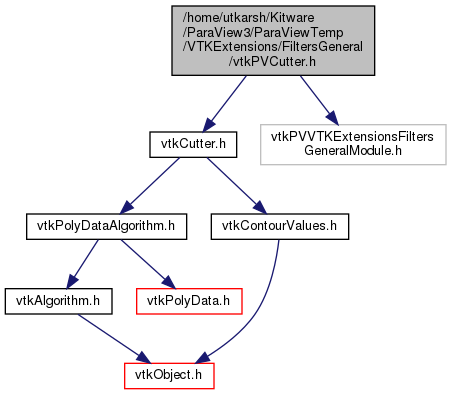 /home/utkarsh/Kitware
/ParaView3/ParaViewTemp
/VTKExtensions/FiltersGeneral
/vtkPVCutter.h
vtkCutter.h
vtkPVVTKExtensionsFilters
GeneralModule.h
vtkPolyDataAlgorithm.h
vtkContourValues.h
vtkAlgorithm.h
vtkPolyData.h
vtkObject.h